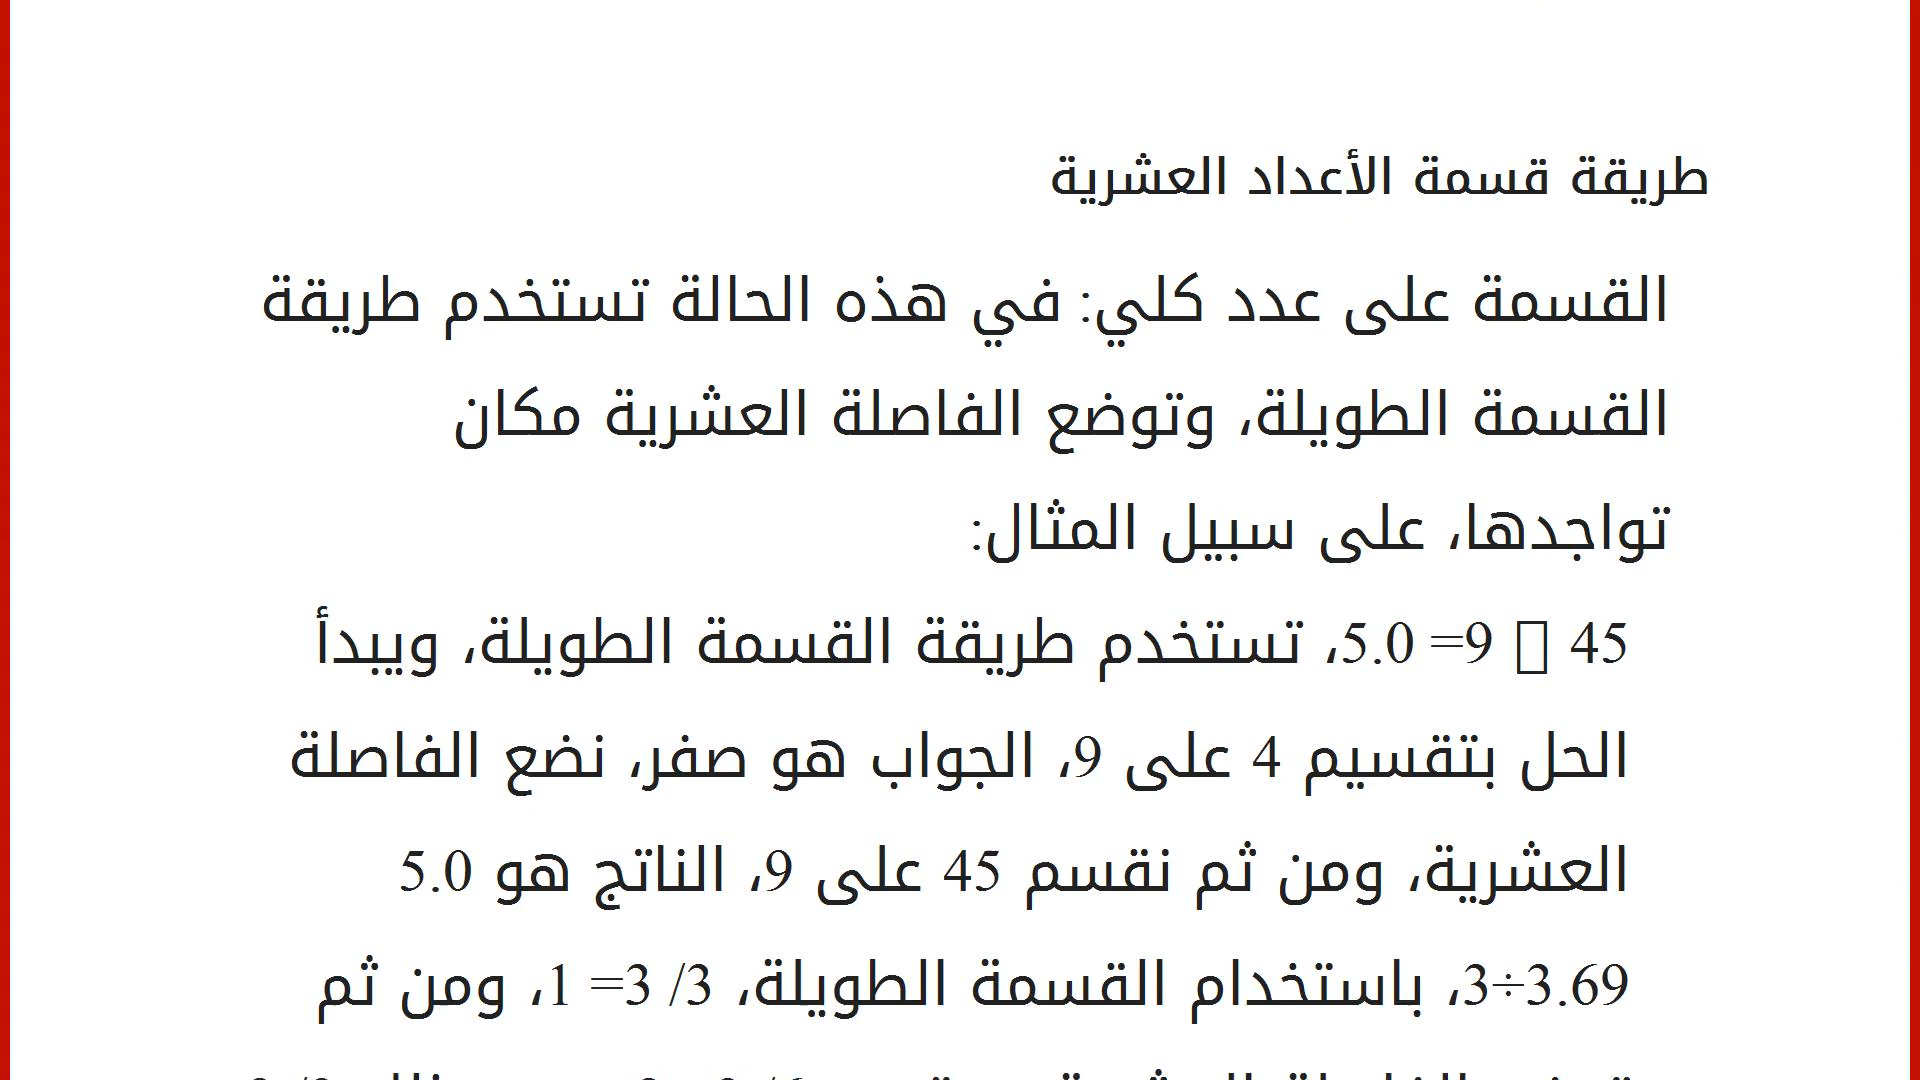 طريقة قسمة الأعداد العشرية
القسمة على عدد كلي: في هذه الحالة تستخدم طريقة
القسمة الطويلة، وتوضع الفاصلة العشرية مكان
تواجدها، على سبيل المثال:
45 ▯ 9= 5.0، تستخدم طريقة القسمة الطويلة، ويبدأ
الحل بتقسيم 4 على 9، الجواب هو صفر، نضع الفاصلة
العشرية، ومن ثم نقسم 45 على 9، الناتج هو 5.0
3.69÷3، باستخدام القسمة الطويلة، 3/ 3= 1، ومن ثم